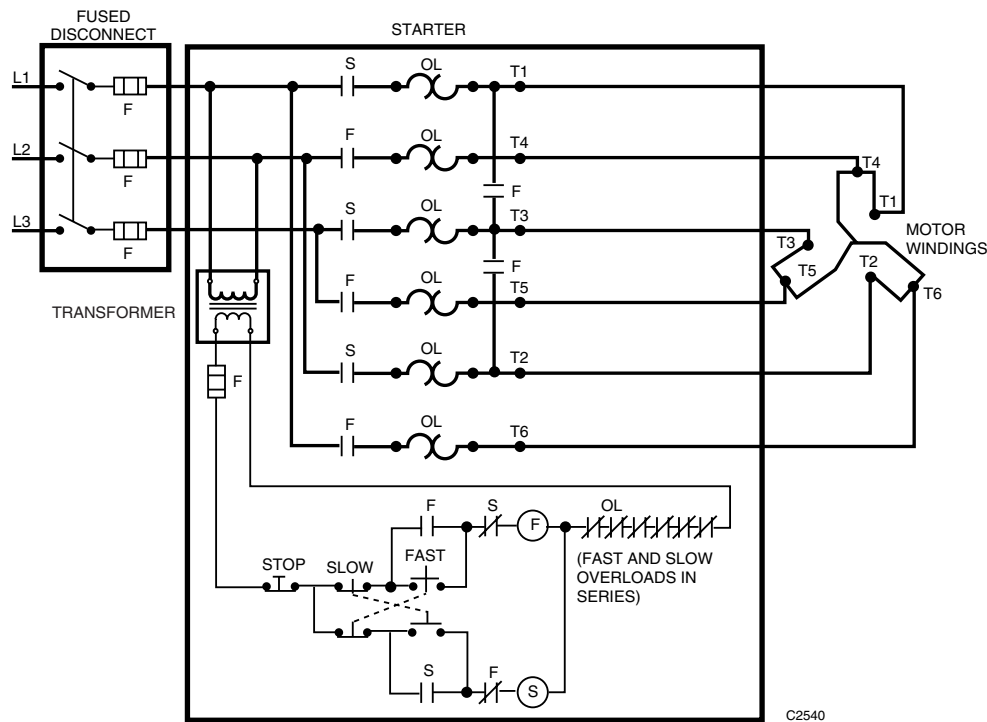 FUSED
DISCONNECT
STARTER
L1
F
S
OL
T1
L2
F
F
OL
T4
T4
F
T1
L3
F
S
OL
T3
T3
MOTOR
WINDINGS
F
T5
T2
TRANSFORMER
F
OL
T5
T6
F
S
OL
T2
F
OL
T6
F
S
F
OL
STOP
SLOW
FAST
(FAST AND SLOW
OVERLOADS IN
SERIES)
S
F
S
C2540